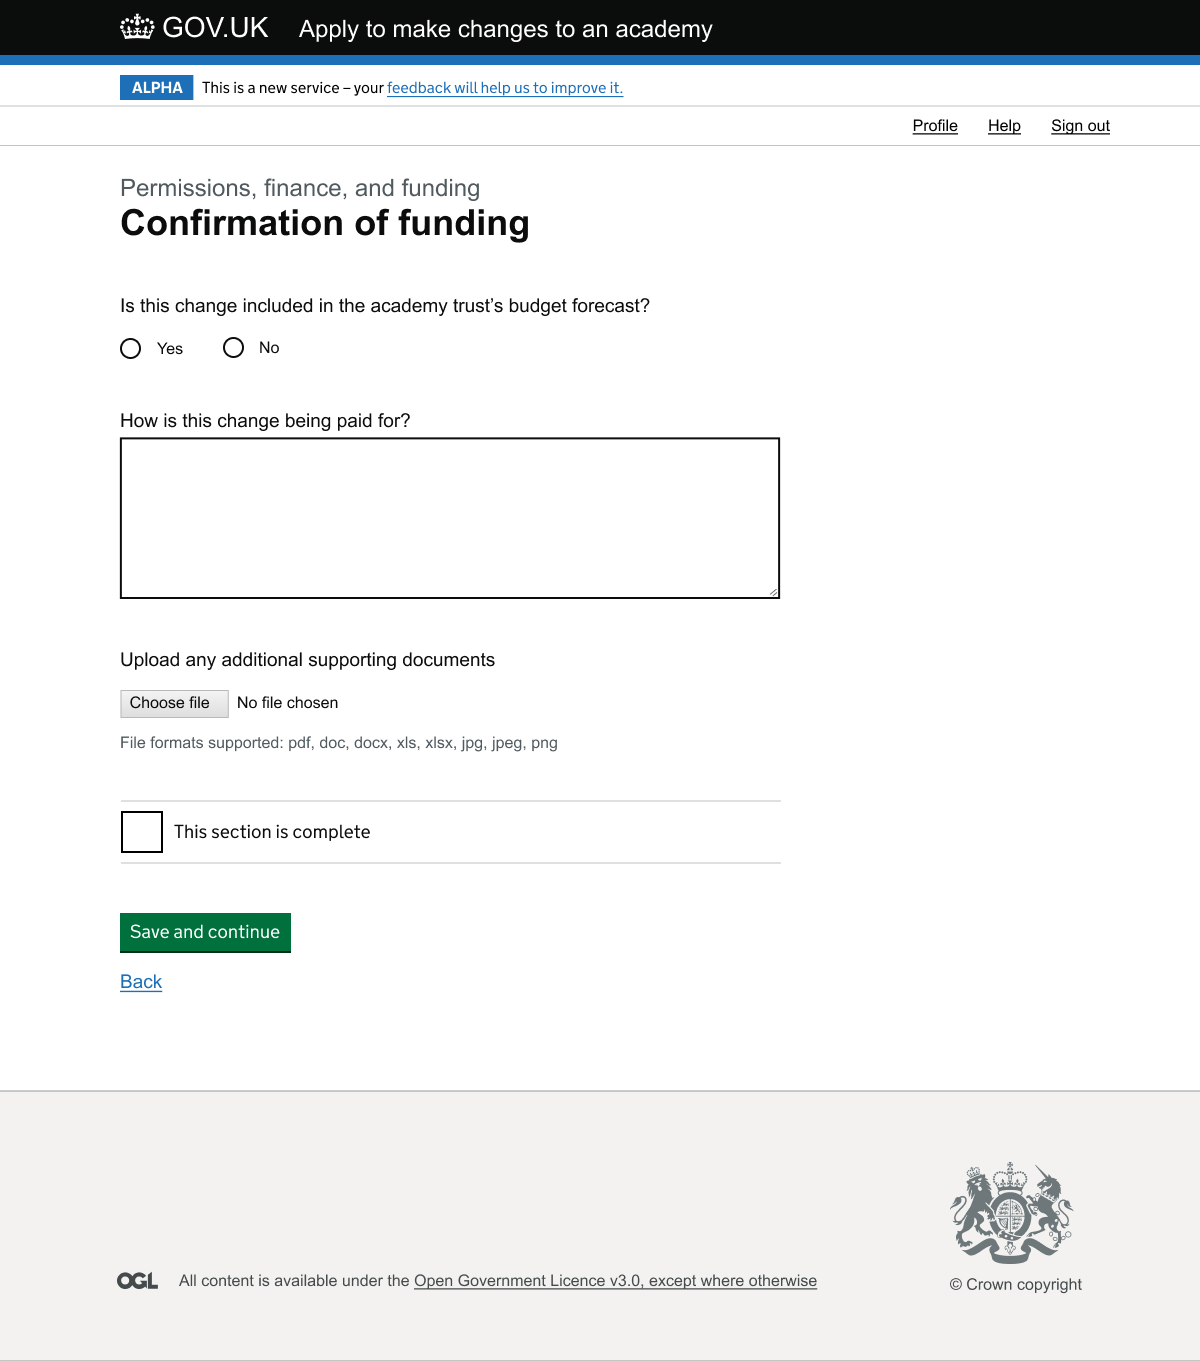 GOV.UK Apply to make changes to an academy
ALPHA This is a new service – your feedback will help us to improve it.
Profile Help Sign out
Permissions, finance, and funding
Confirmation of funding
Is this change included in the academy trust’s budget forecast?
Yes No
How is this change being paid for?
Upload any additional supporting documents
Choose file No file chosen
File formats supported: pdf, doc, docx, xls, xlsx, jpg, jpeg, png
This section is complete
Save and continue
Back
OGL All content is available under the Open Government Licence v3.0, except where otherwise
© Crown copyright